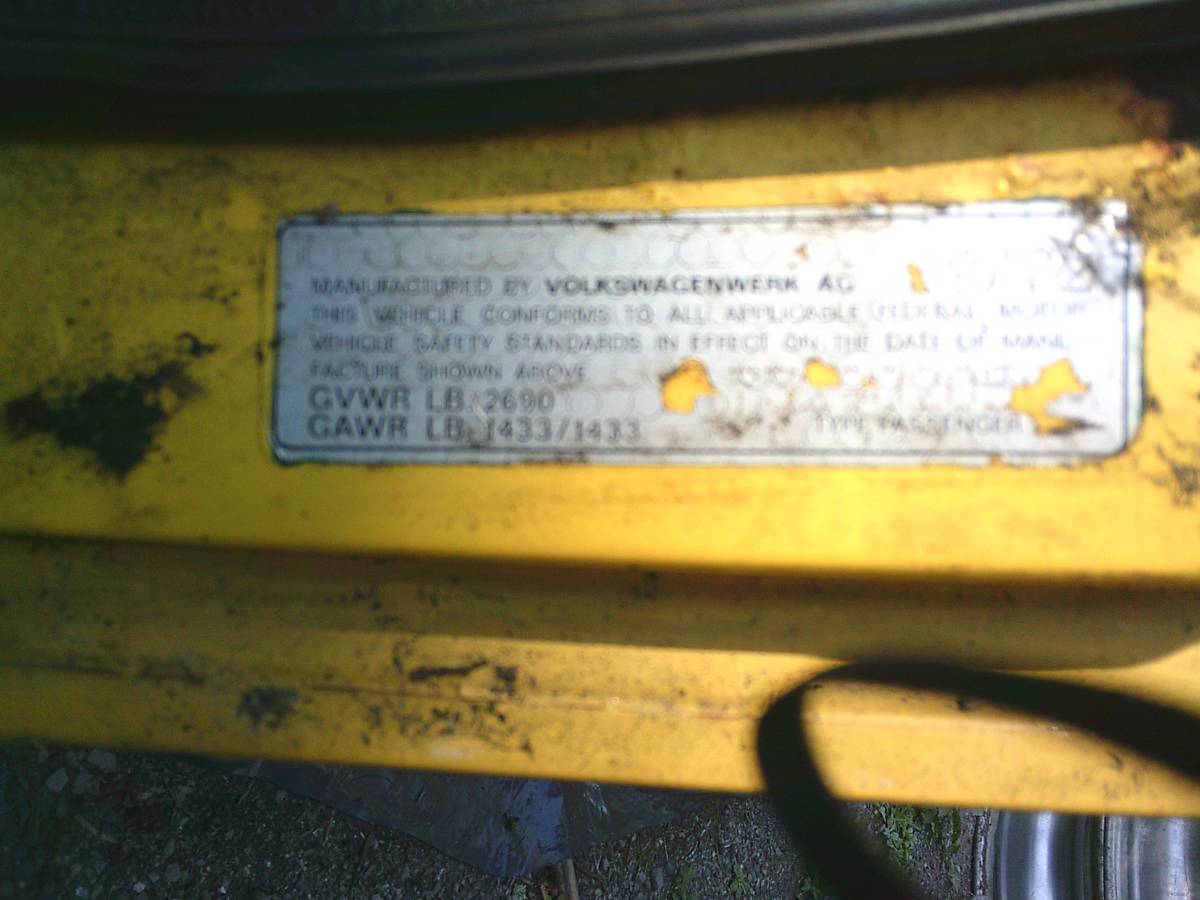 MANUFACTURED BY VOLKSWAGENWERK AG
THIS VEHICLE CONFORMS TO ALL APPLICABLE FEDERAL MOTOR
VEHICLE SAFETY STANDARDS IN EFFECT ON THE DATE OF MANU
FACTURE SHOWN ABOVE
GVWR LB 2690
GAWR LB 1433/1433 TYPE PASSENGER